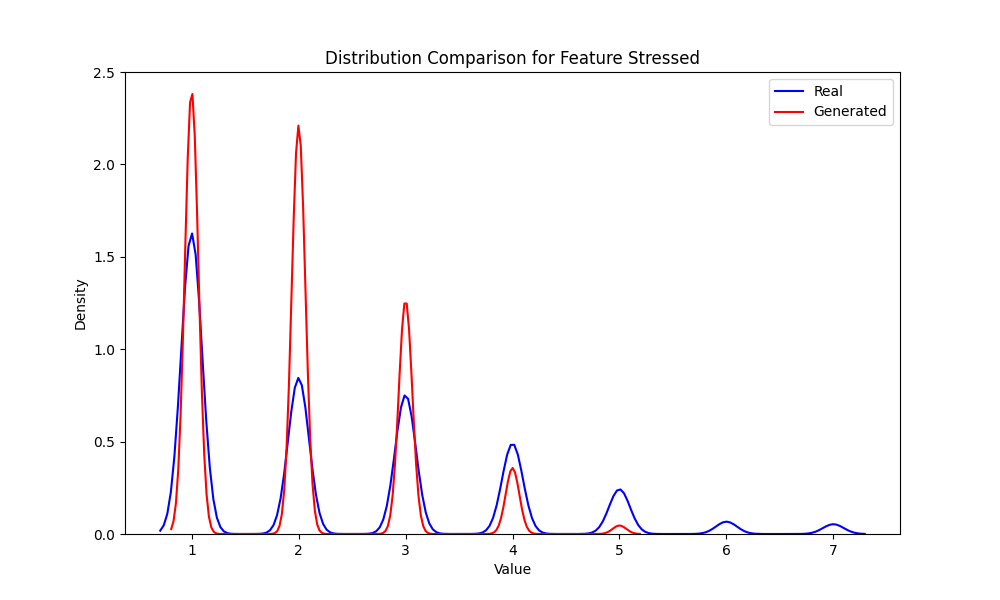 Distribution Comparison for Feature Stressed
Real
Generated
Density
2.5
2.0
1.5
1.0
0.5
0.0
1 2 3 4 5 6 7
Value